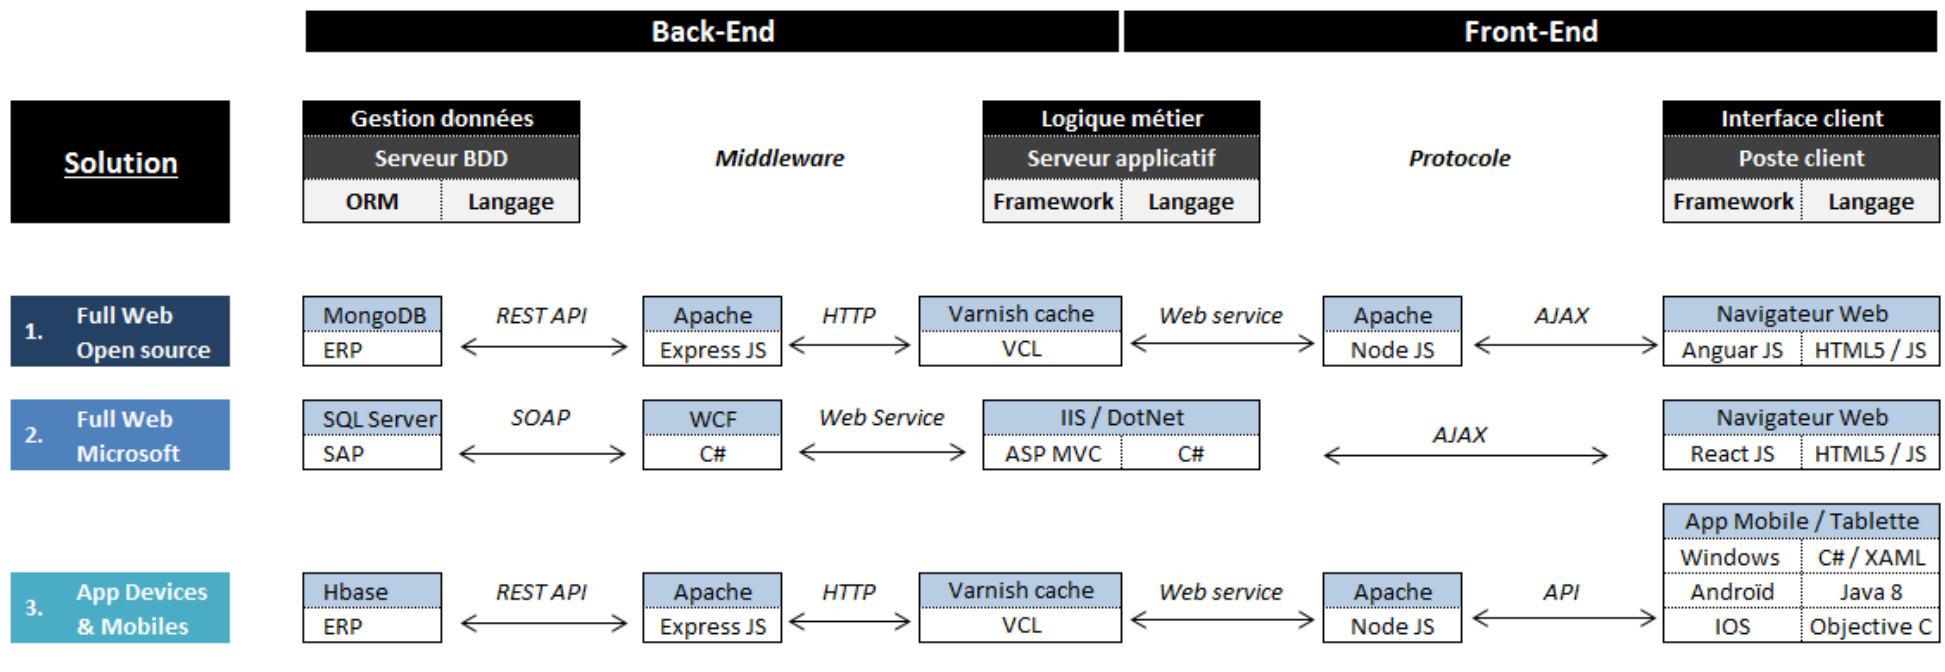 Back-End Front-End
Gestion données Logique métier Interface client
Solution Serveur BDD Middleware Serveur applicatif Protocole Poste client
ORM Langage Framework Langage Framework Langage
1. Full Web Open source MongoDB REST API Apache HTTP Varnish cache Web service Apache AJAX Navigateur Web
ERP Express JS VCL Node JS Anguar JS HTML5 / JS
2. Full Web Microsoft SQL Server SOAP WCF Web Service IIS / DotNet AJAX Navigateur Web
SAP C# ASP MVC C# React JS HTML5 / JS
App Mobile / Tablette
Windows C# / XAML
3. App Devices & Mobiles Hbase REST API Apache HTTP Varnish cache Web service Apache API Androïd Java 8
ERP Express JS VCL Node JS IOS Objective C